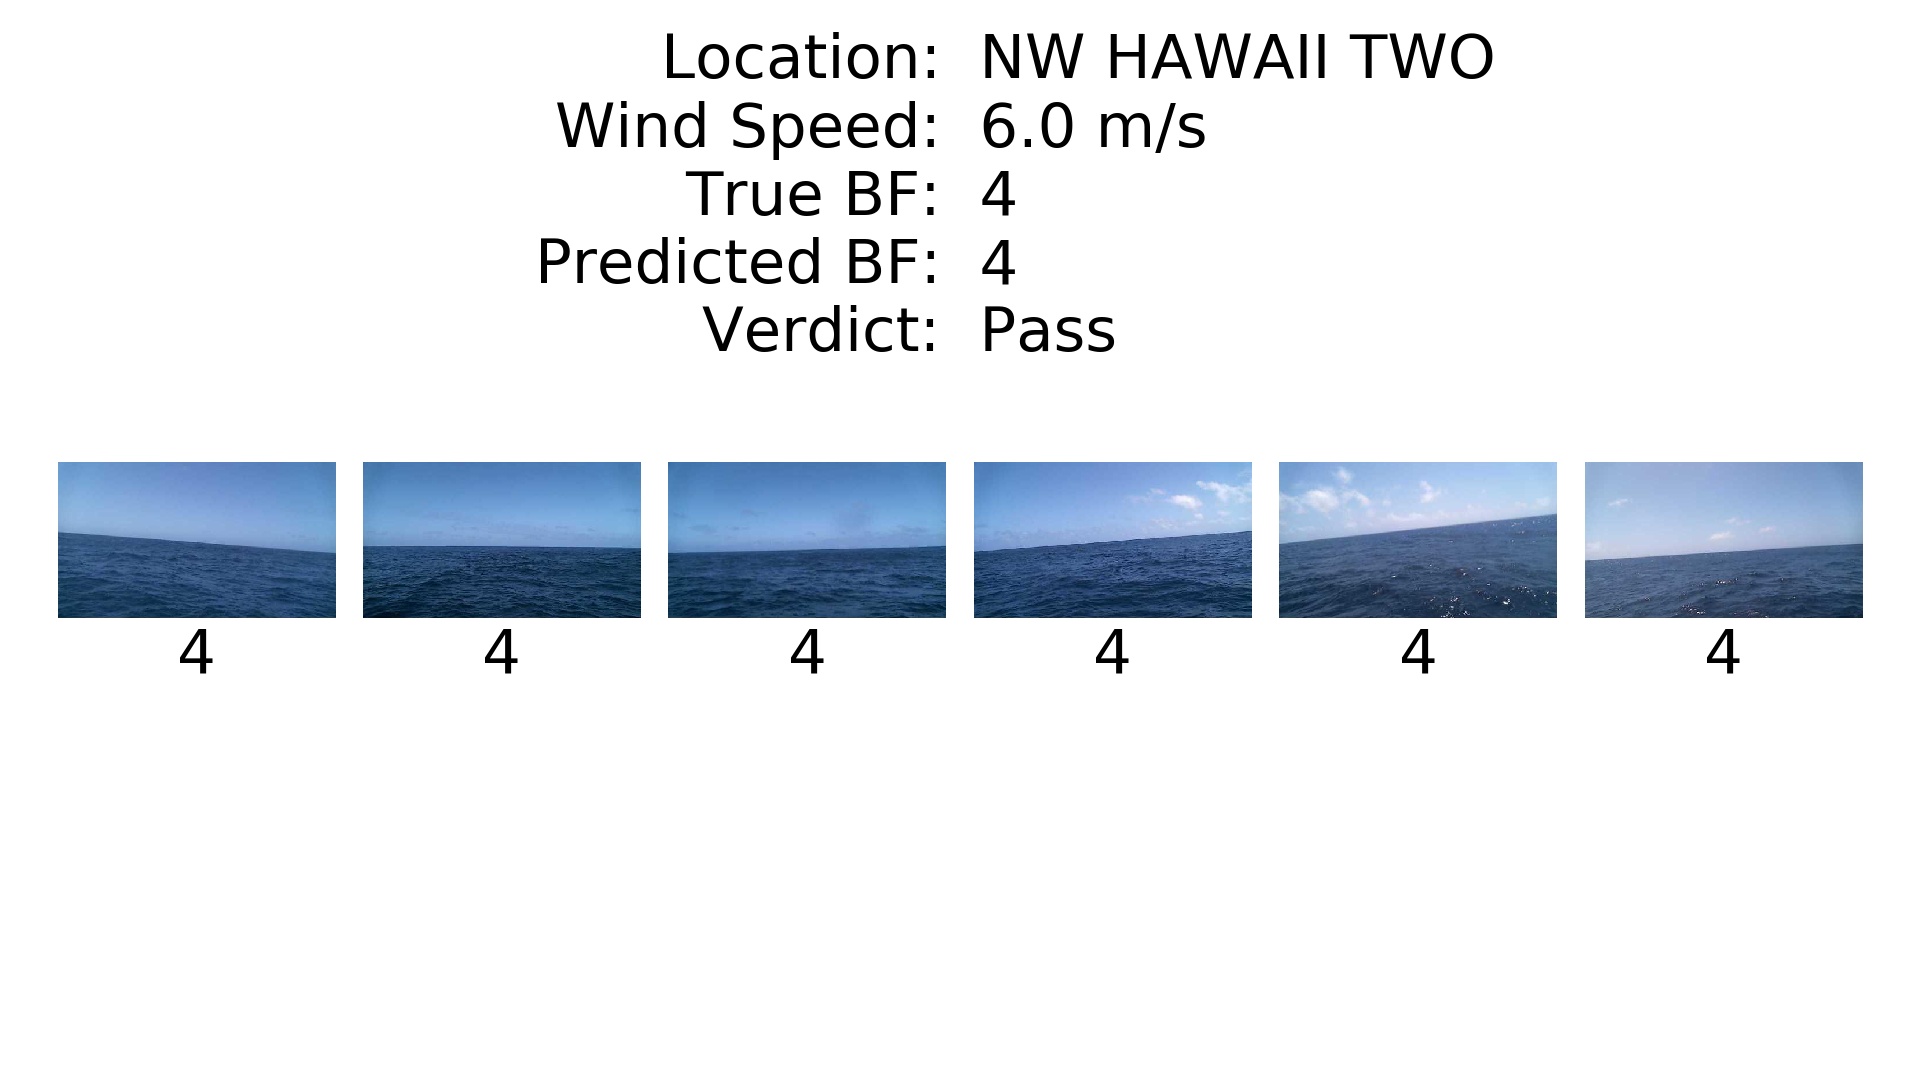 Location: NW HAWAII TWO
Wind Speed: 6.0 m/s
True BF: 4
Predicted BF: 4
Verdict: Pass
4 4 4 4 4 4